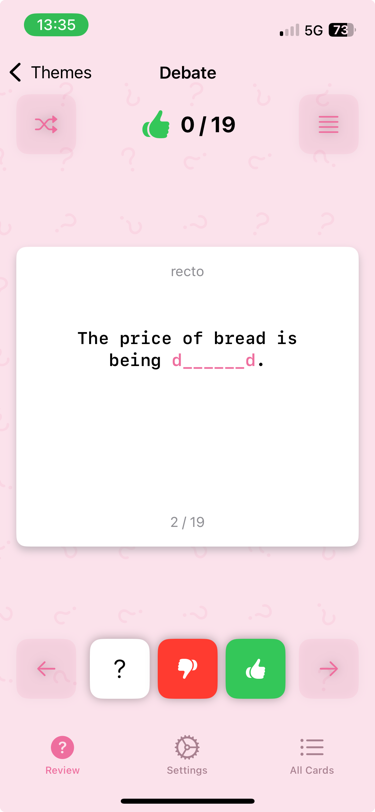 13:35
5G 73
Themes
Debate
0/19
recto
The price of bread is
being d______d.
2/19
?
Review
Settings
All Cards